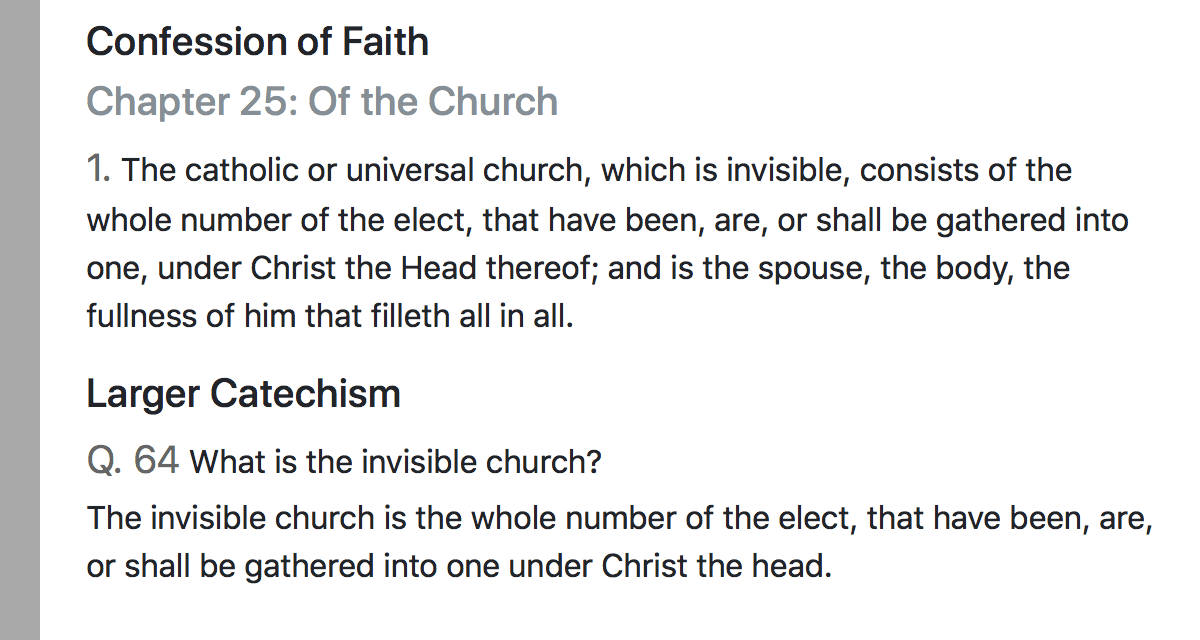 Confession of Faith
Chapter 25: Of the Church
1. The catholic or universal church, which is invisible, consists of the
whole number of the elect, that have been, are, or shall be gathered into
one, under Christ the Head thereof; and is the spouse, the body, the
fullness of him that filleth all in all.
Larger Catechism
Q. 64 What is the invisible church?
The invisible church is the whole number of the elect, that have been, are,
or shall be gathered into one under Christ the head.